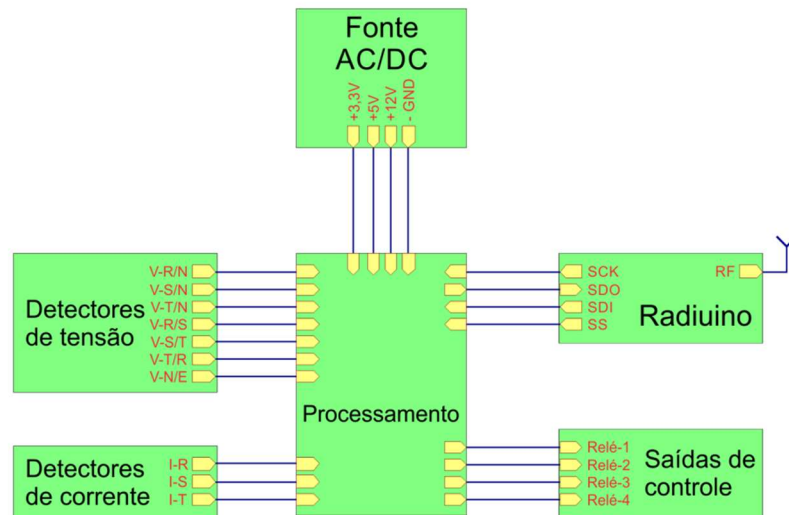 Fonte
AC/DC
+3,3V
+5V
+12V
- GND
V-R/N
V-S/N
V-T/N
V-R/S
V-S/T
V-T/R
V-N/E
Detectores
de tensão
SCK
SDO
SDI
SS
RF
Radiuino
Processamento
Detectores
de corrente
I-R
I-S
I-T
Relé-1
Relé-2
Relé-3
Relé-4
Saídas de
controle